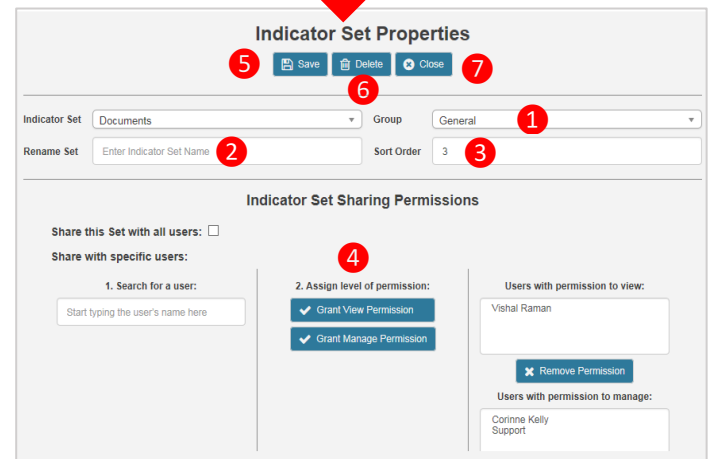 Indicator Set Properties
5 Save Delete Close 7
6
Indicator Set Documents Group General 1
Rename Set Enter Indicator Set Name 2 Sort Order 3 3
Indicator Set Sharing Permissions
Share this Set with all users:
Share with specific users:
4
1. Search for a user: 2. Assign level of permission: Users with permission to view:
Start typing the user's name here Grant View Permission Vishal Raman
Grant Manage Permission
Remove Permission
Users with permission to manage:
Corinne Kelly
Support